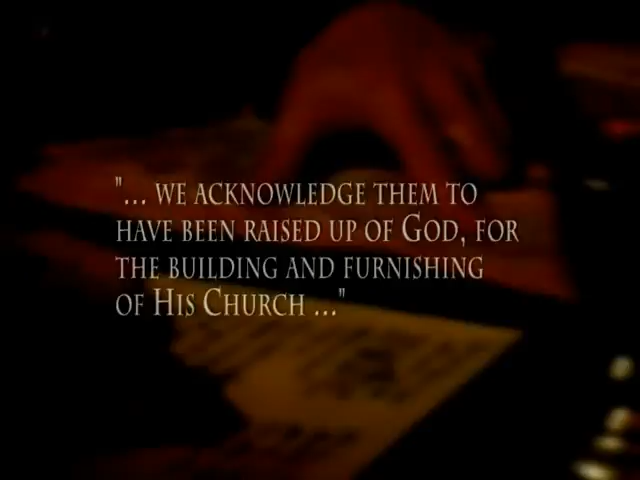 "... WE ACKNOWLEDGE THEM TO
HAVE BEEN RAISED UP OF GOD, FOR
THE BUILDING AND FURNISHING
OF HIS CHURCH ..."